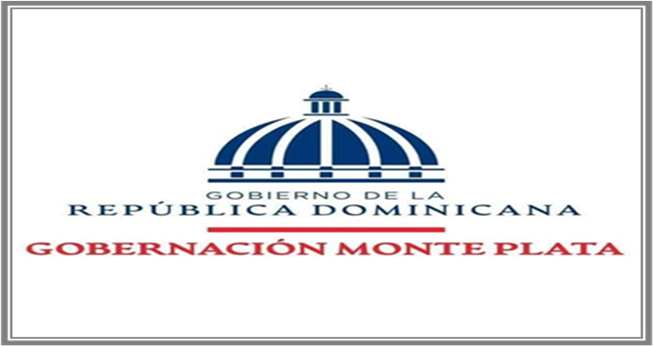 GOBIERNO DE LA
REPÚBLICA DOMINICANA
GOBERNACIÓN MONTE PLATA